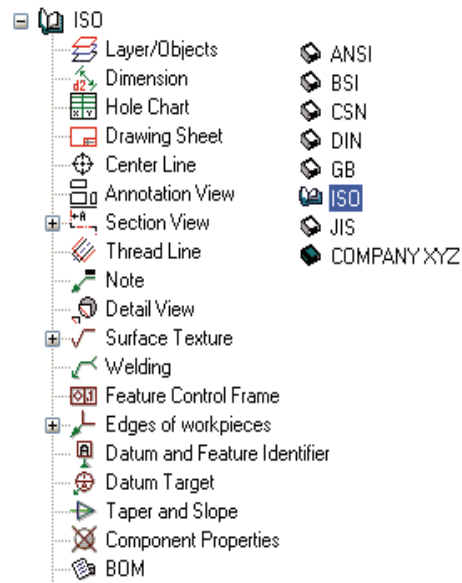 ISO
Layer/Objects
Dimension
Hole Chart
Drawing Sheet
Center Line
Annotation View
Section View
Thread Line
Note
Detail View
Surface Texture
Welding
Feature Control Frame
Edges of workpieces
Datum and Feature Identifier
Datum Target
Taper and Slope
Component Properties
BOM
ANSI
BSI
CSN
DIN
GB
ISO
JIS
COMPANY XYZ